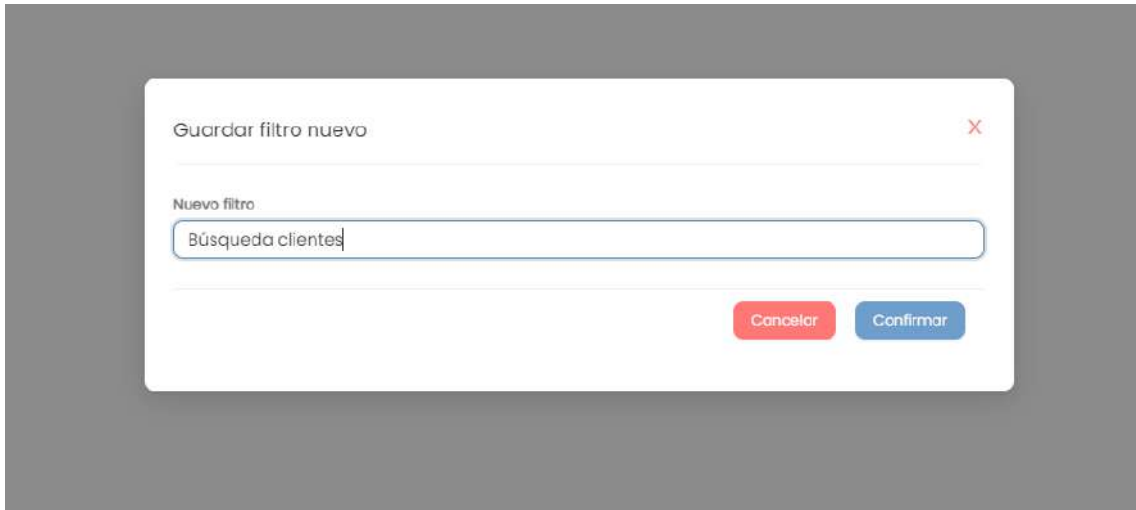 Guardar filtro nuevo X
Nuevo filtro
Búsqueda clientes
Cancelar Confirmar